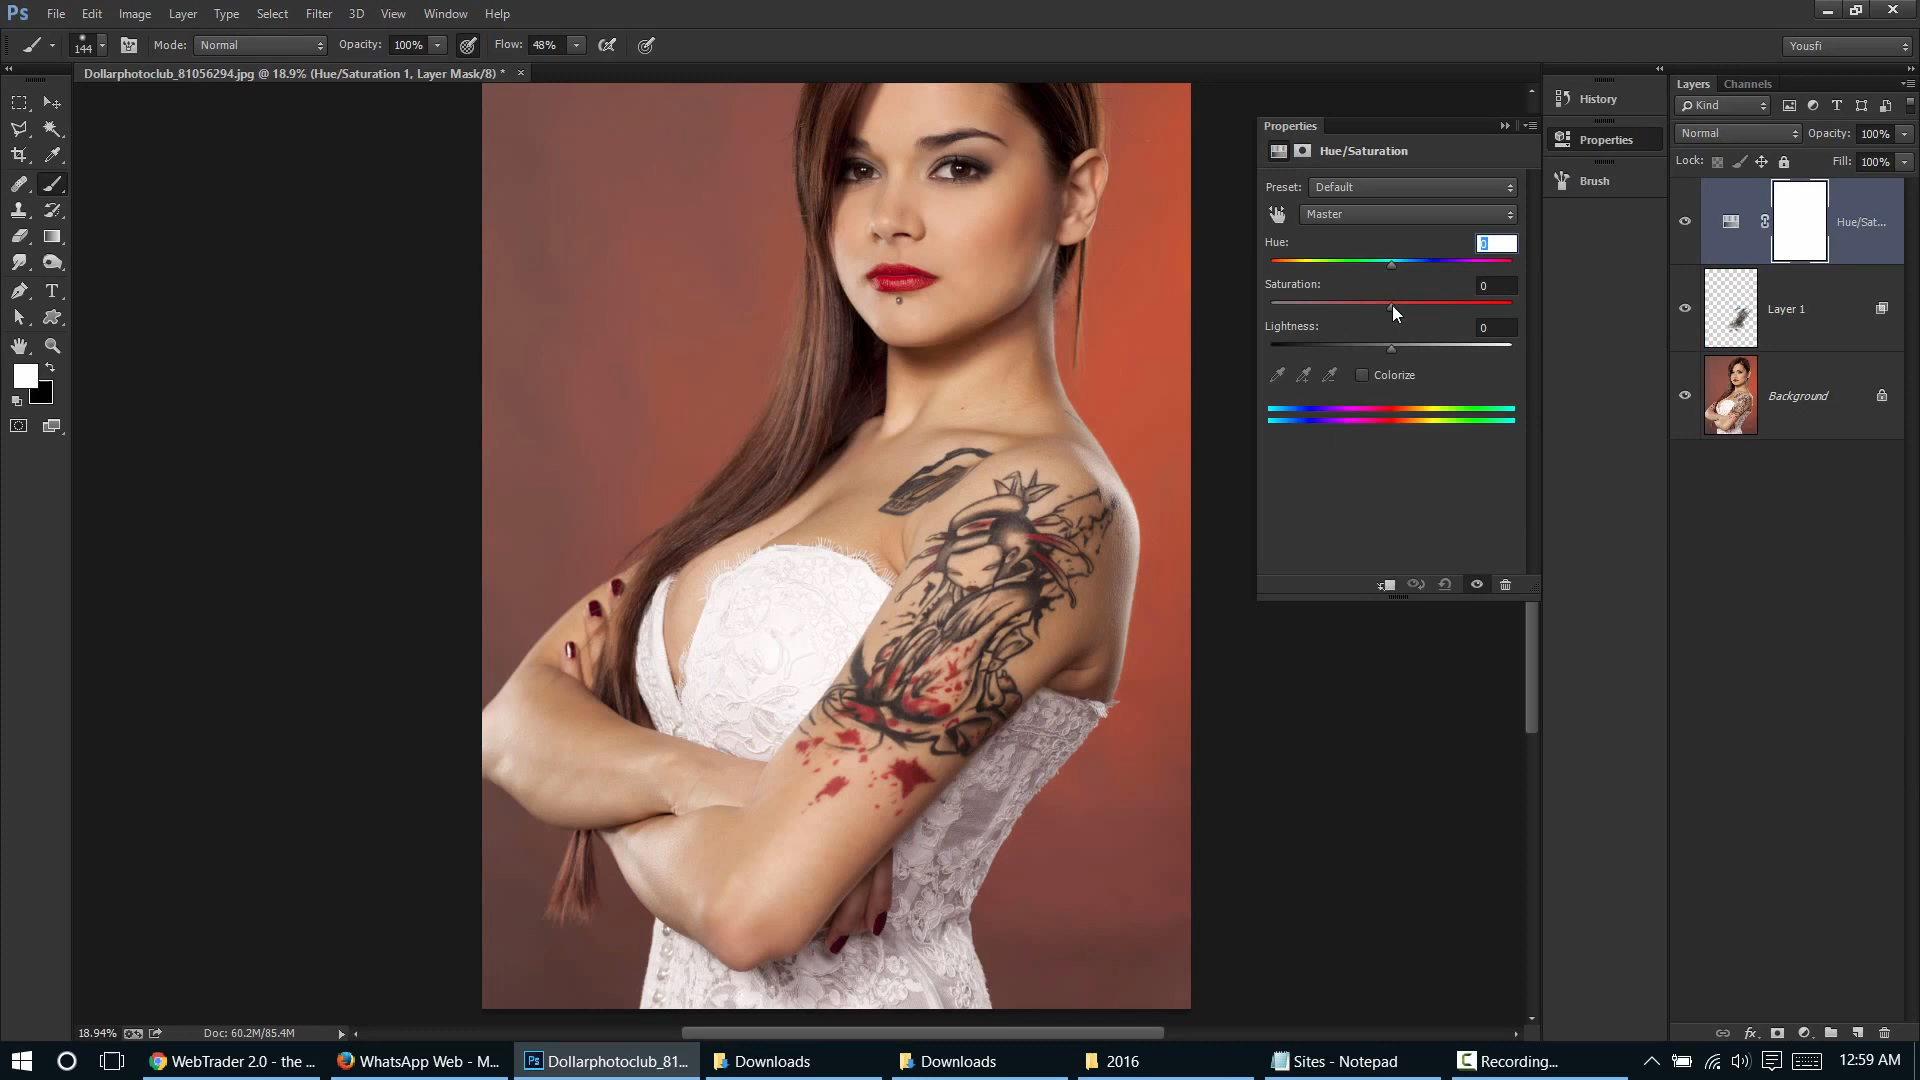 Ps File Edit Image Layer Type Select Filter 3D View Window Help
144 Mode: Normal Opacity: 100% Flow: 48% Yousfi
Dollarphotoclub_81056294.jpg @ 18.9% (Hue/Saturation 1, Layer Mask/8) *
History
Properties
Brush
Properties
Hue/Saturation
Preset: Default
Master
Hue: 0
Saturation: 0
Lightness: 0
Colorize
Layers Channels
Kind
Normal Opacity: 100%
Lock: Fill: 100%
Hue/Sat...
Layer 1
Background
18.94% Doc: 60.2M/85.4M
WebTrader 2.0 - the ... WhatsApp Web - M... Ps Dollarphotoclub_81... Downloads Downloads 2016 Sites - Notepad Recording... 12:59 AM